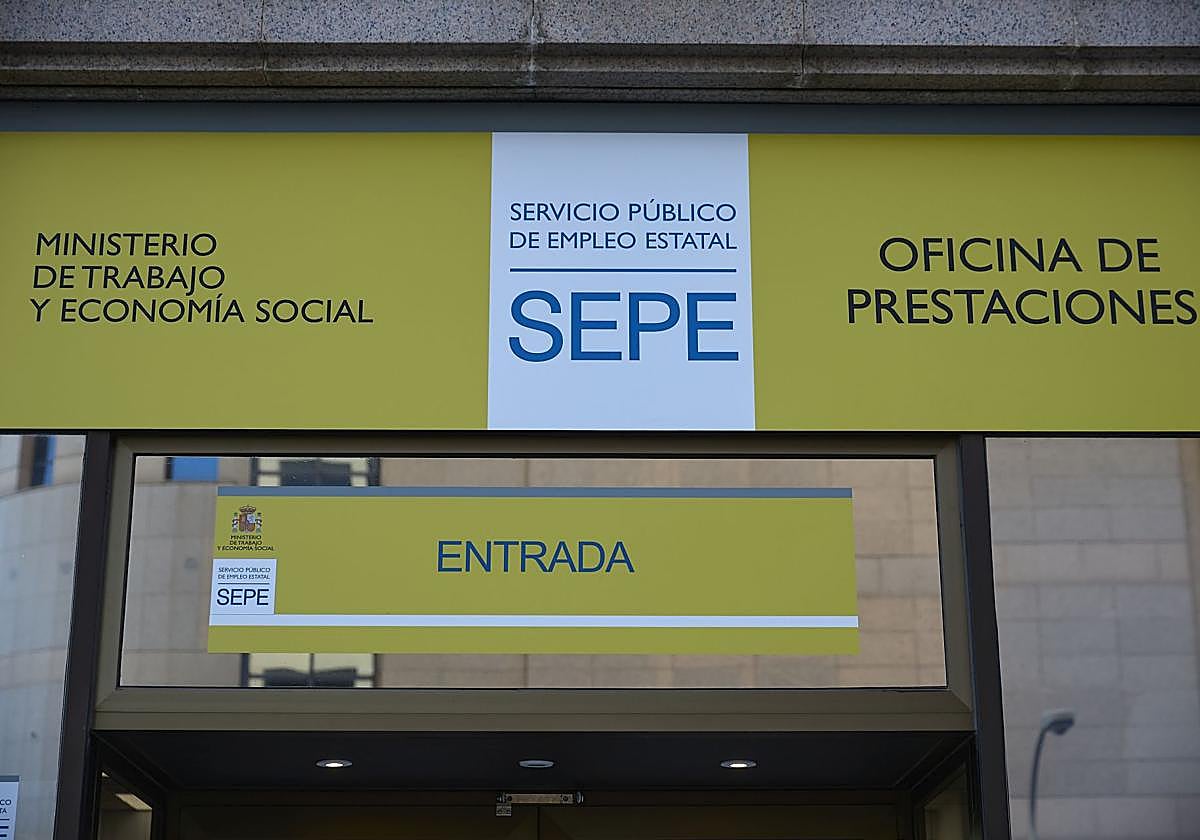 MINISTERIO
DE TRABAJO
Y ECONOMÍA SOCIAL
SERVICIO PÚBLICO
DE EMPLEO ESTATAL
SEPE
OFICINA DE
PRESTACIONES
MINISTERIO
DE TRABAJO
Y ECONOMÍA SOCIAL
SERVICIO PÚBLICO
DE EMPLEO ESTATAL
SEPE
ENTRADA